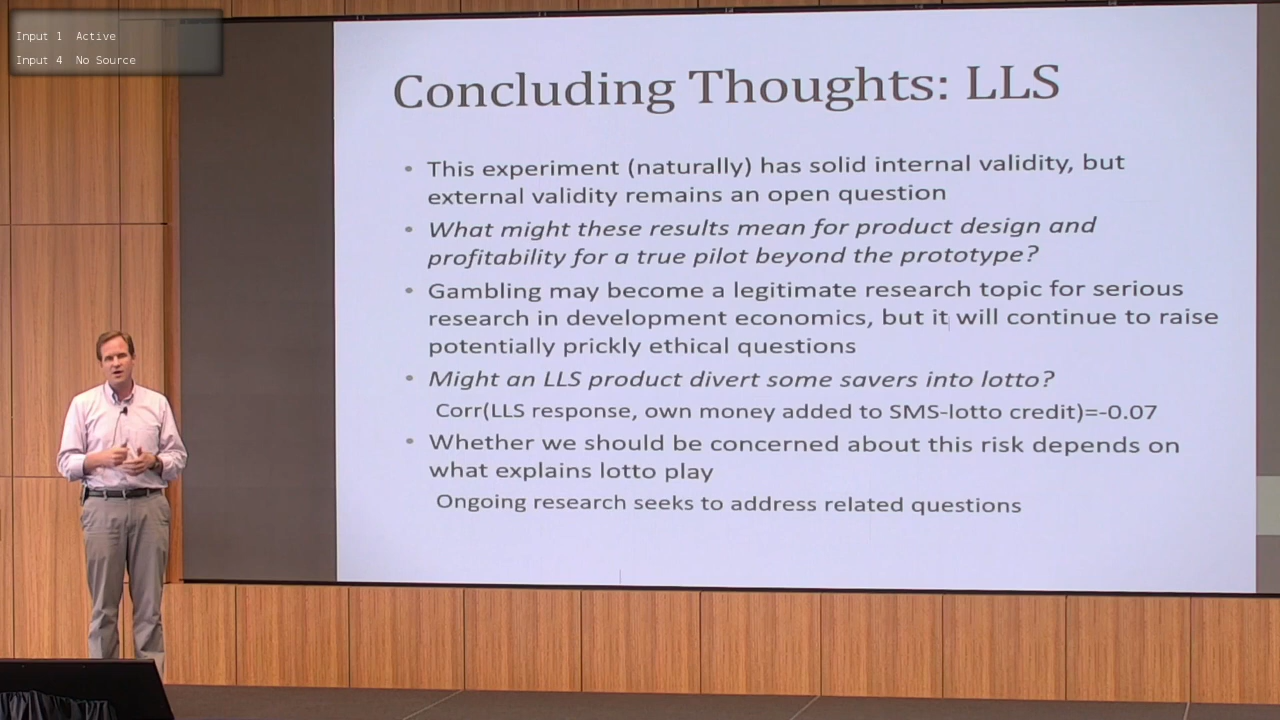 Input 1 Active
Input 4 No Source
Concluding Thoughts: LLS
• This experiment (naturally) has solid internal validity, but
external validity remains an open question
• What might these results mean for product design and
profitability for a true pilot beyond the prototype?
• Gambling may become a legitimate research topic for serious
research in development economics, but it will continue to raise
potentially prickly ethical questions
• Might an LLS product divert some savers into lotto?
Corr(LLS response, own money added to SMS-lotto credit)=-0.07
• Whether we should be concerned about this risk depends on
what explains lotto play
Ongoing research seeks to address related questions